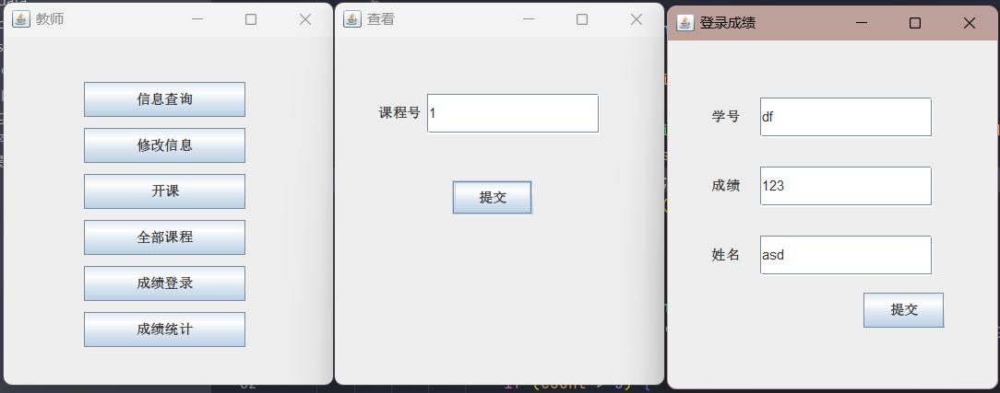 教师
信息查询
修改信息
开课
全部课程
成绩登录
成绩统计
查看
课程号 1
提交
登录成绩
学号 df
成绩 123
姓名 asd
提交